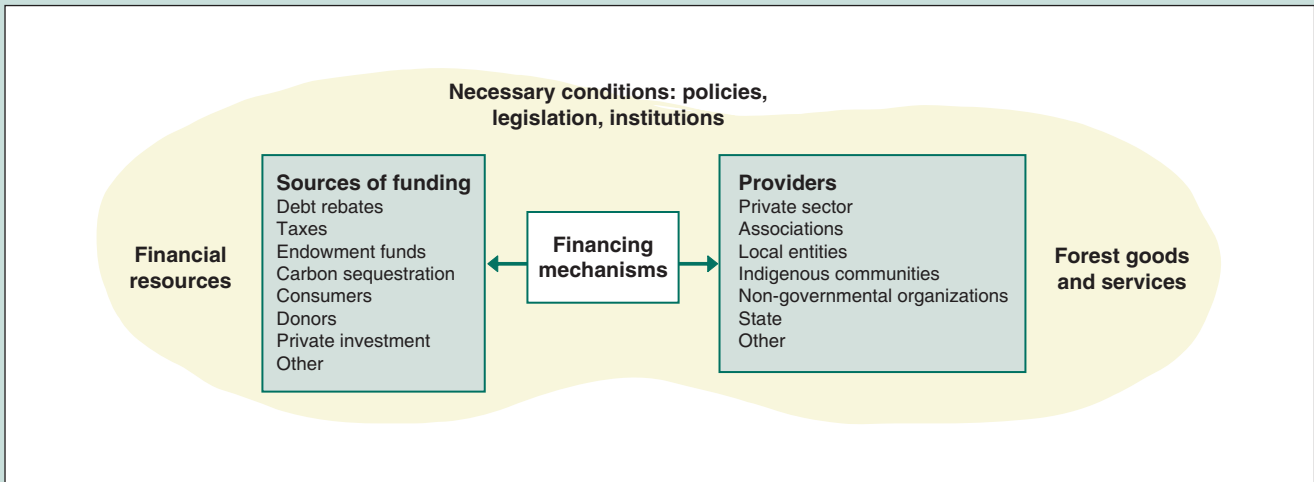 Necessary conditions: policies,
legislation, institutions
Financial
resources
Sources of funding
Debt rebates
Taxes
Endowment funds
Carbon sequestration
Consumers
Donors
Private investment
Other
Financing
mechanisms
Providers
Private sector
Associations
Local entities
Indigenous communities
Non-governmental organizations
State
Other
Forest goods
and services